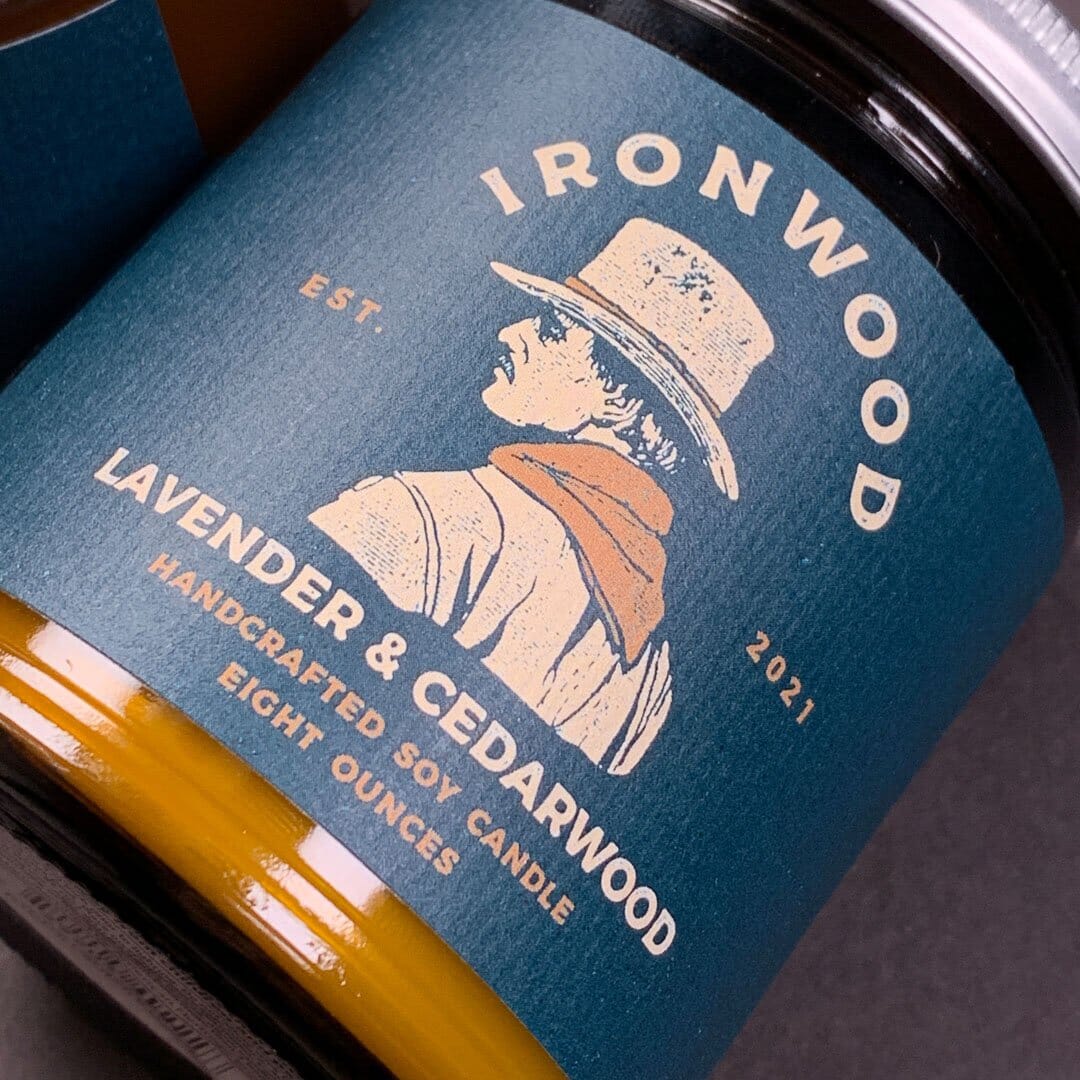 IRONWOOD
EST.
2021
LAVENDER & CEDARWOOD
HANDCRAFTED SOY CANDLE
EIGHT OUNCES